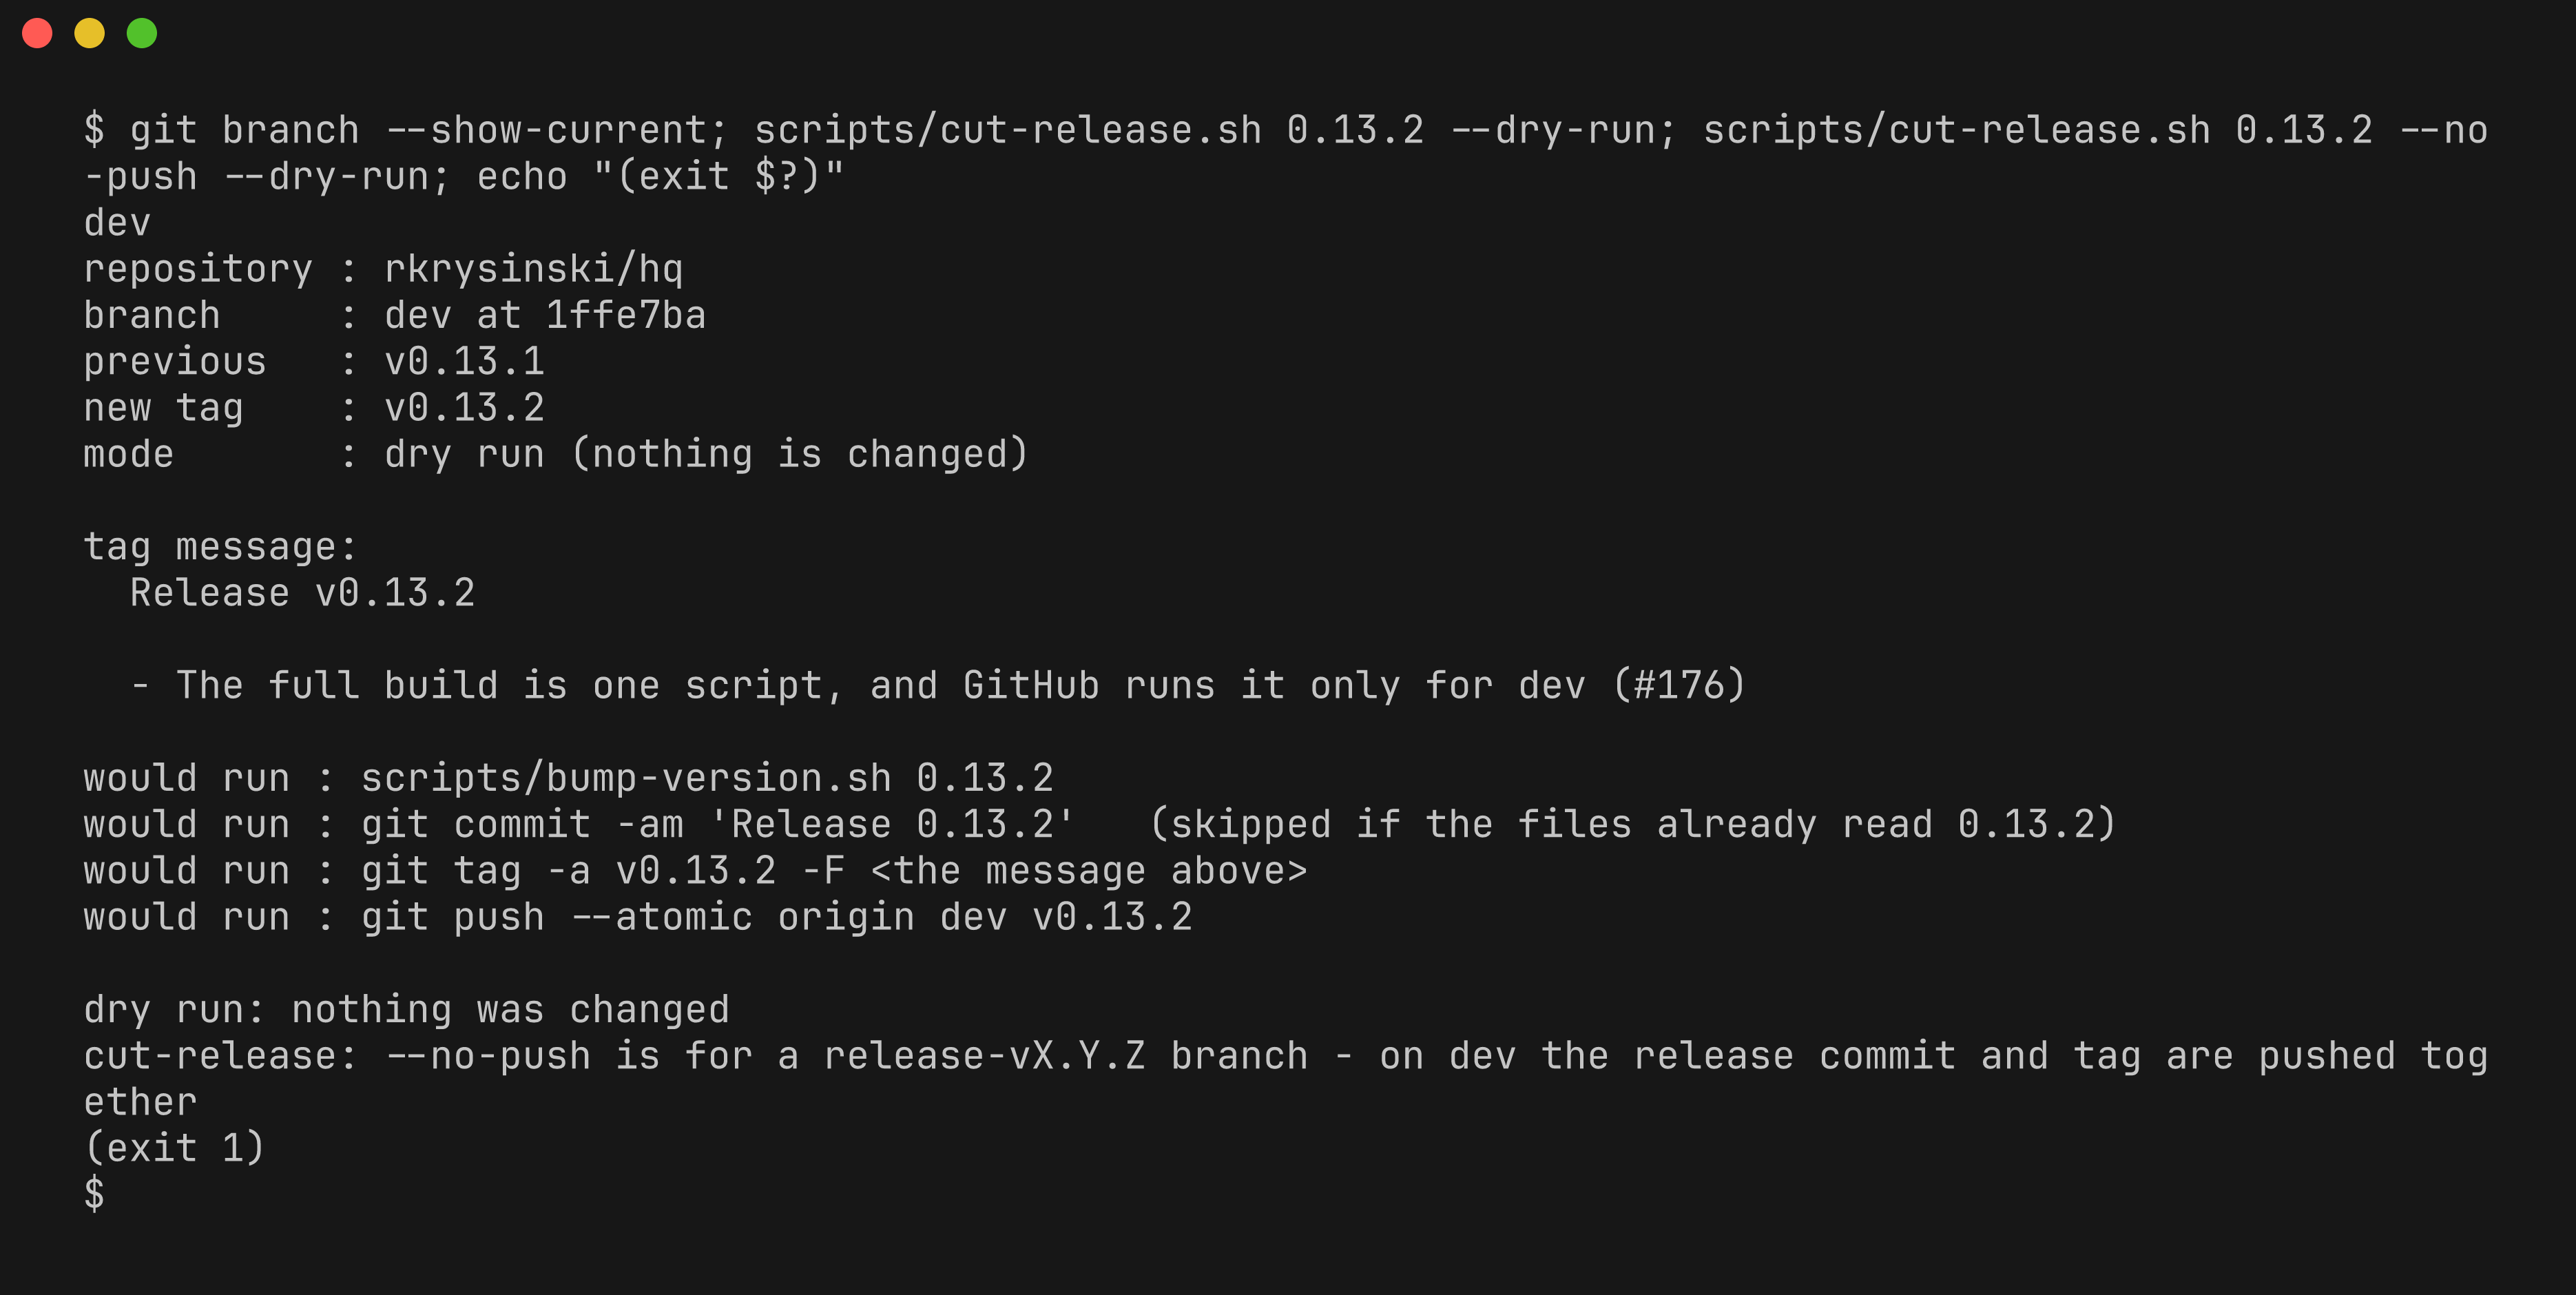 $ git branch --show-current; scripts/cut-release.sh 0.13.2 --dry-run; scripts/cut-release.sh 0.13.2 --no
-push --dry-run; echo "(exit $?)"
dev
repository : rkrysinski/hq
branch     : dev at 1ffe7ba
previous   : v0.13.1
new tag    : v0.13.2
mode       : dry run (nothing is changed)

tag message:
  Release v0.13.2

  - The full build is one script, and GitHub runs it only for dev (#176)

would run : scripts/bump-version.sh 0.13.2
would run : git commit -am 'Release 0.13.2'   (skipped if the files already read 0.13.2)
would run : git tag -a v0.13.2 -F <the message above>
would run : git push --atomic origin dev v0.13.2

dry run: nothing was changed
cut-release: --no-push is for a release-vX.Y.Z branch - on dev the release commit and tag are pushed tog
ether
(exit 1)
$